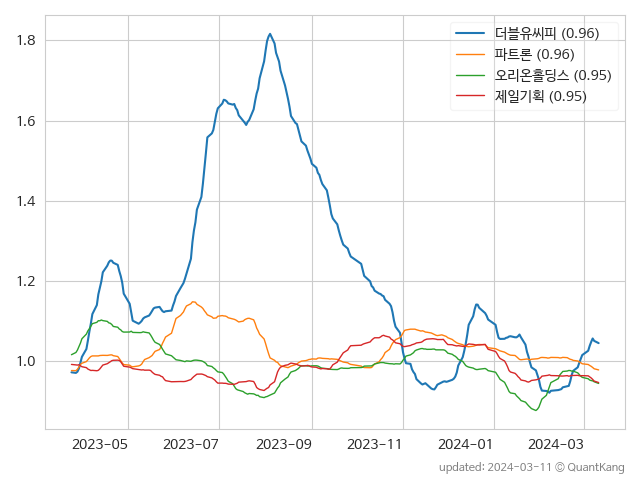 더블유씨피 (0.96)
파트론 (0.96)
오리온홀딩스 (0.95)
제일기획 (0.95)
1.8
1.6
1.4
1.2
1.0
2023-05 2023-07 2023-09 2023-11 2024-01 2024-03
updated: 2024-03-11 © QuantKang